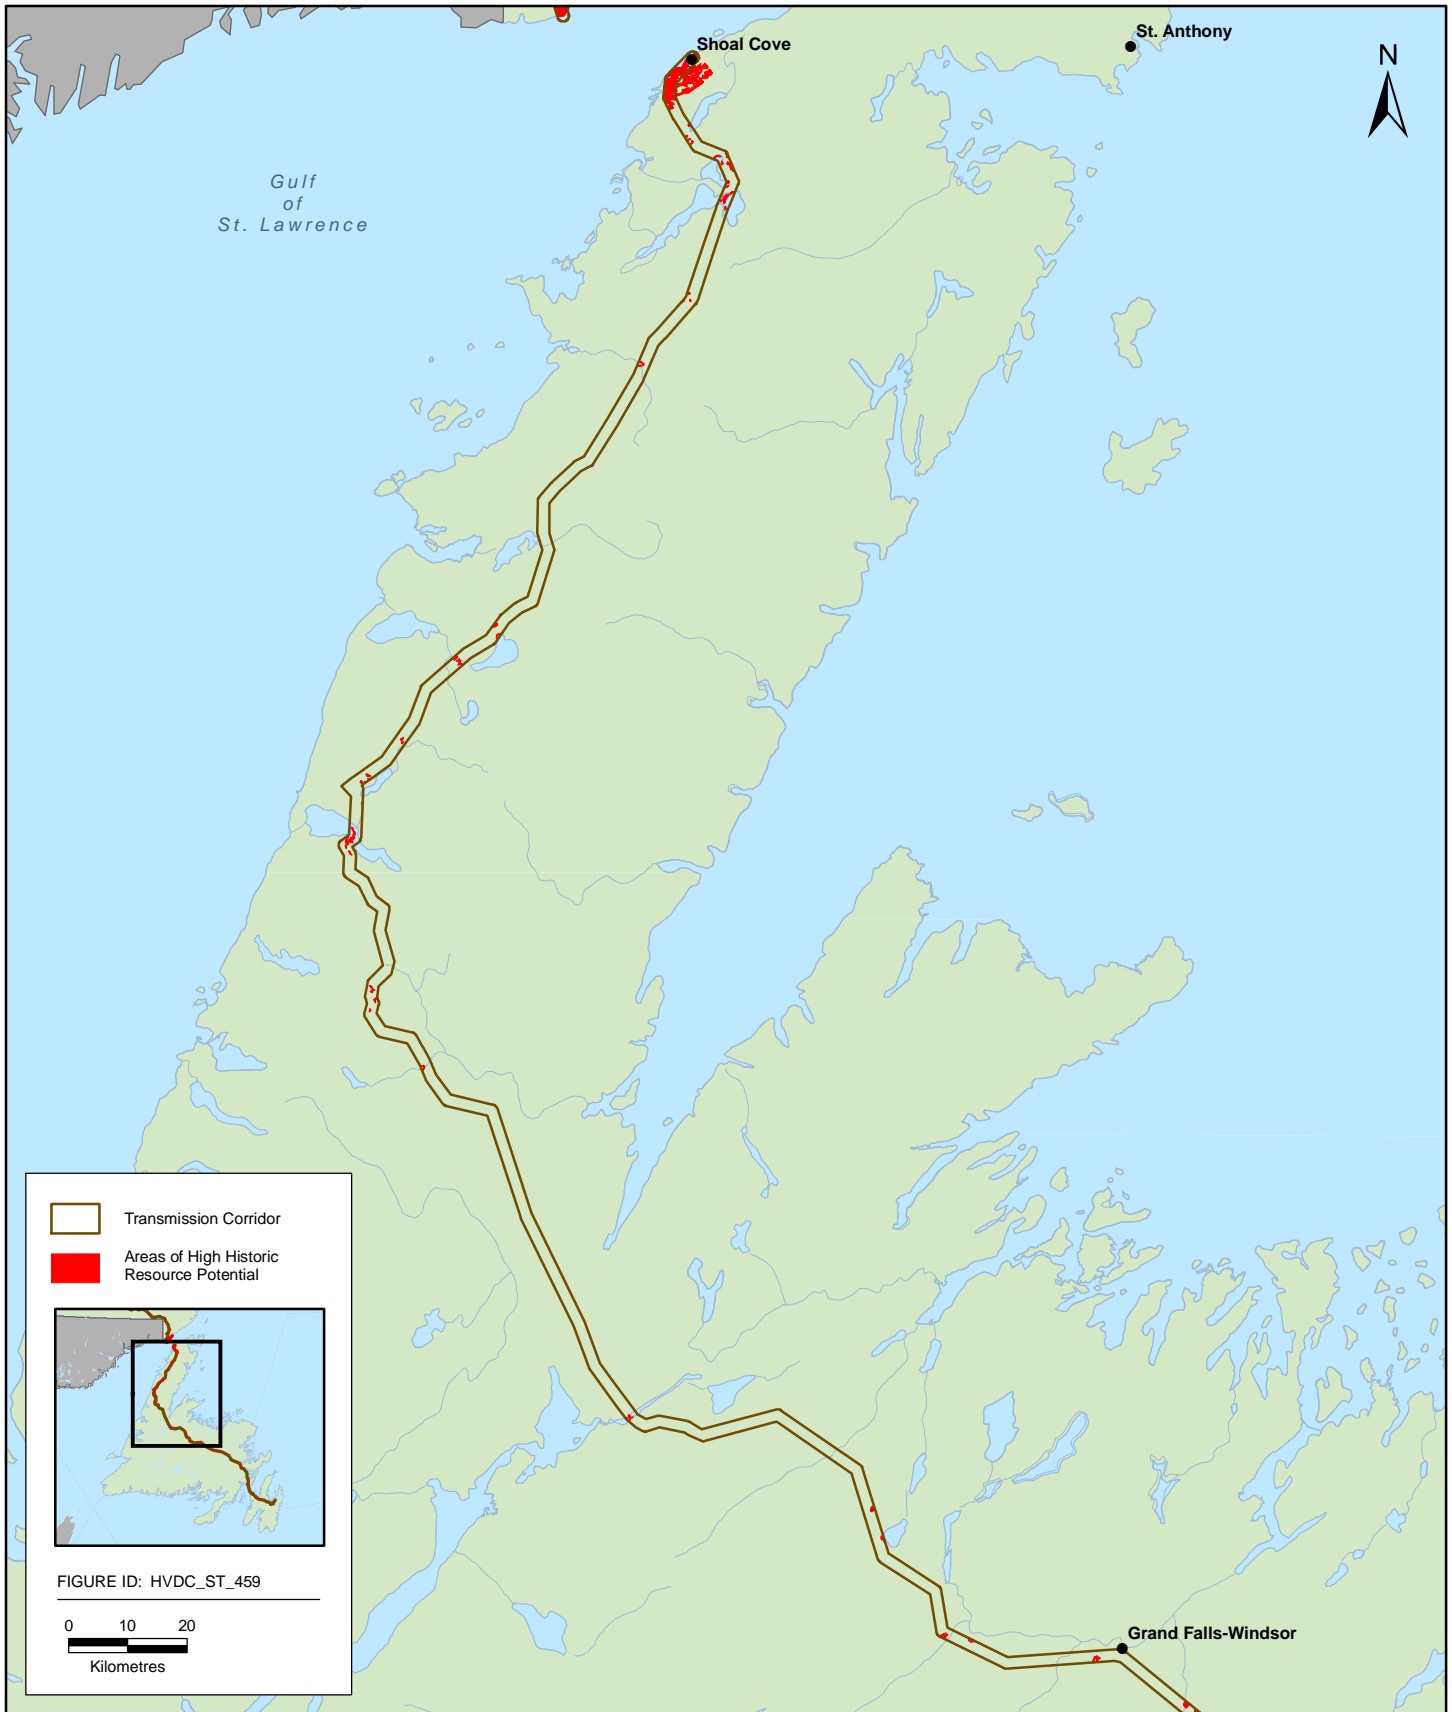 Shoal Cove
St. Anthony
N
Gulf
of
St. Lawrence
Transmission Corridor
Areas of High Historic
Resource Potential
FIGURE ID: HVDC_ST_459
0 10 20
Kilometres
Grand Falls-Windsor